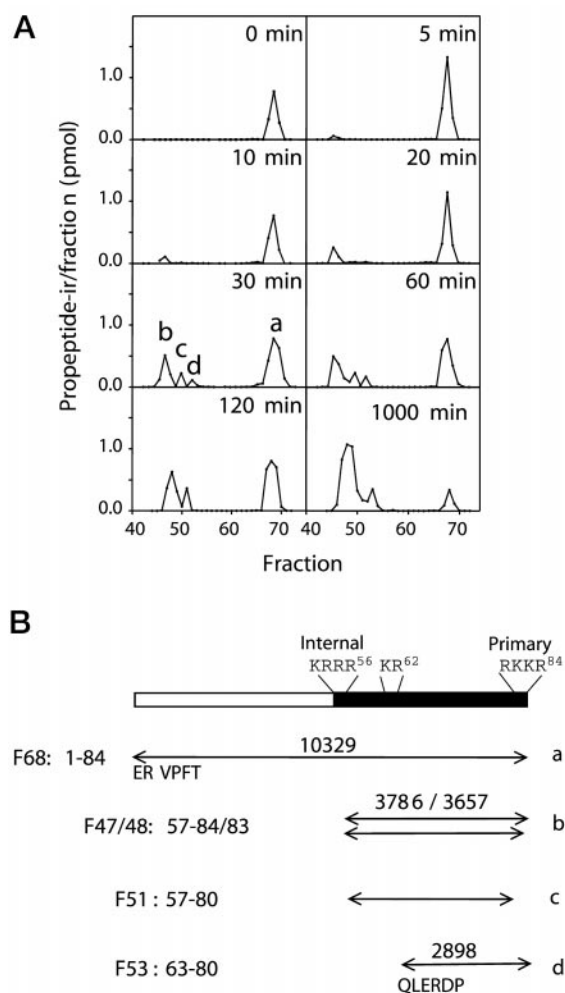 A
Propeptide-ir/fraction (pmol)
0 min
5 min
1.0
0.0
10 min
20 min
1.0
0.0
30 min
60 min
b
c
d
a
1.0
0.0
120 min
1000 min
1.0
0.0
40 50 60 70
40 50 60 70
Fraction
B
Internal
Primary
KRRR56
KR62
RKKR84
10329
F68: 1-84
a
ER VPFT
3786 / 3657
F47/48: 57-84/83
b
F51 : 57-80
c
2898
F53 : 63-80
d
QLERDP